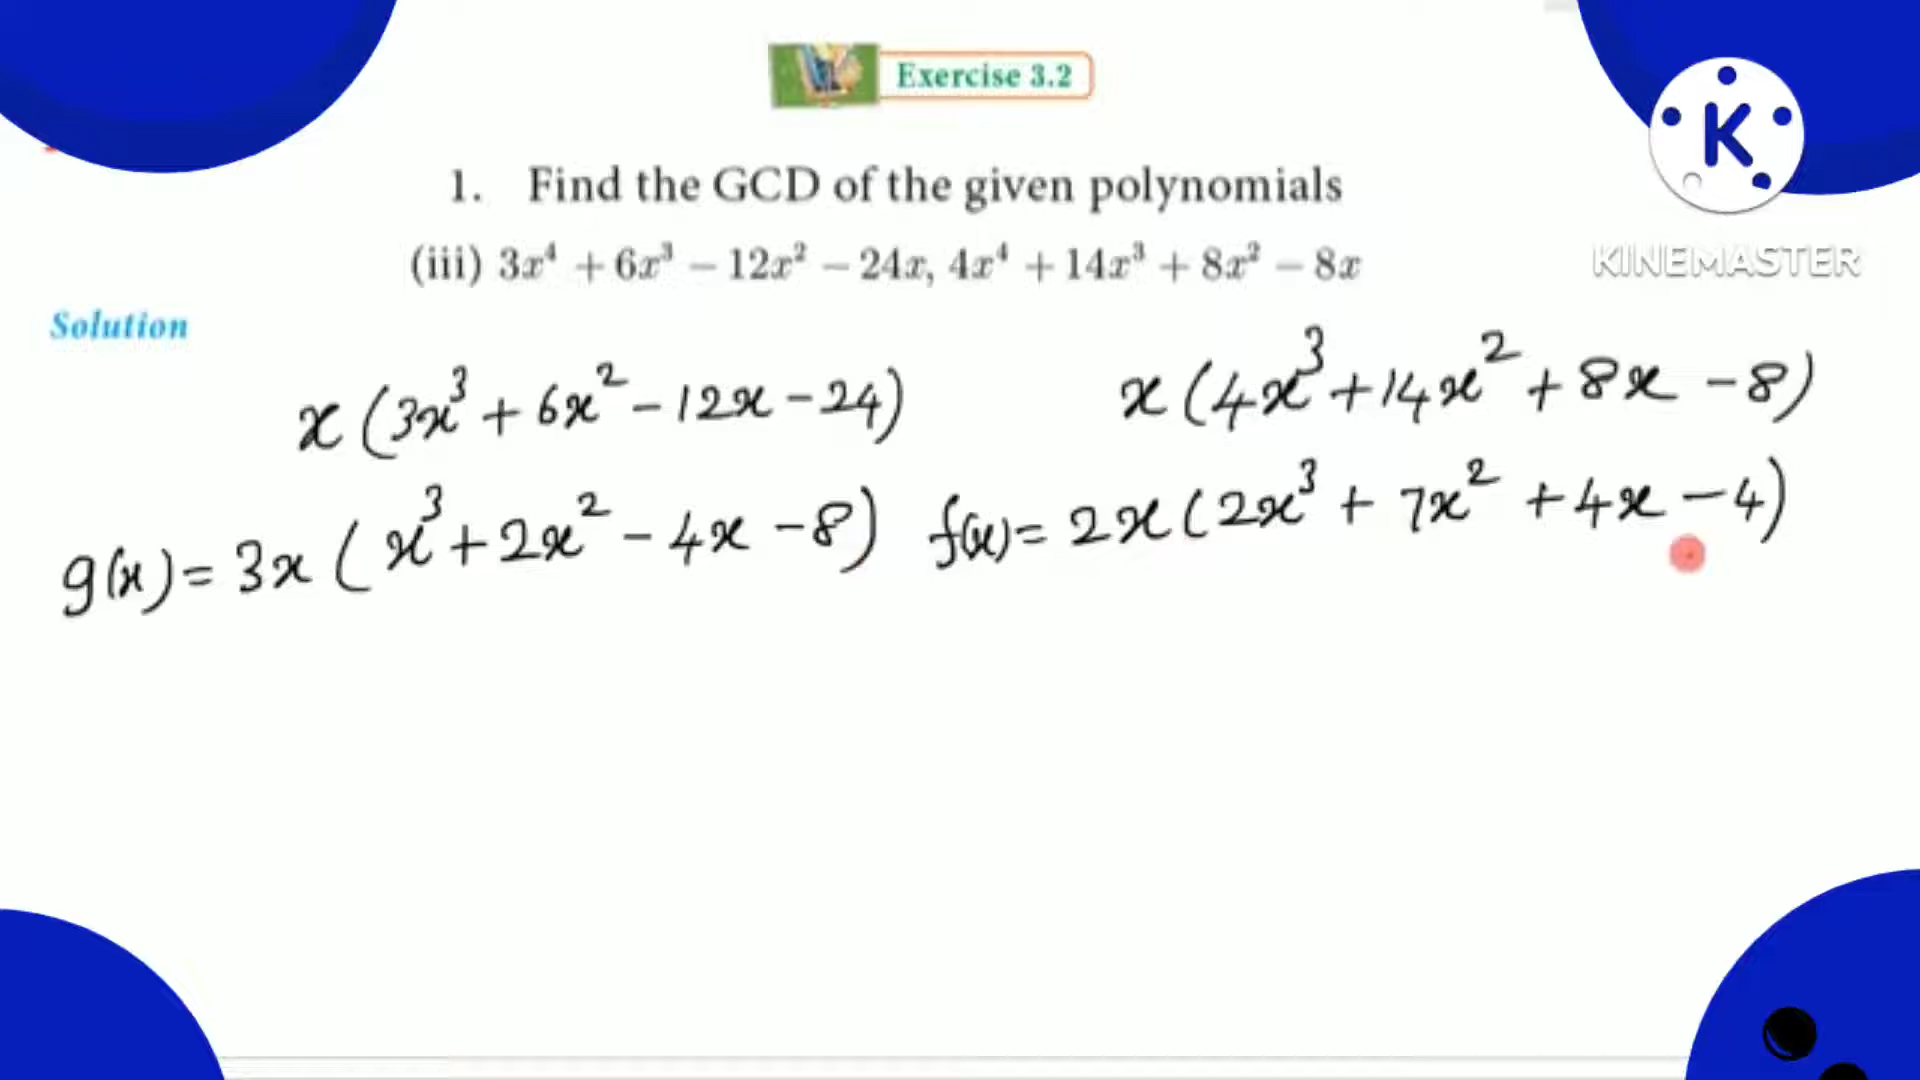 Exercise 3.2
K
1. Find the GCD of the given polynomials
KINEMASTER
(iii) 3x⁴ + 6x³ − 12x² − 24x, 4x⁴ + 14x³ + 8x² − 8x
Solution
x(3x³ + 6x² − 12x − 24) x(4x³ + 14x² + 8x − 8)
g(x) = 3x(x³ + 2x² − 4x − 8) f(x) = 2x(2x³ + 7x² + 4x − 4)